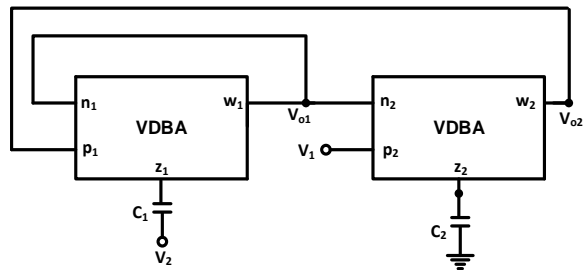 n₁ w₁ n₂ w₂
VDBA VDBA
Vₒ₁ Vₒ₂
p₁ V₁ p₂
z₁ z₂
C₁ C₂
V₂